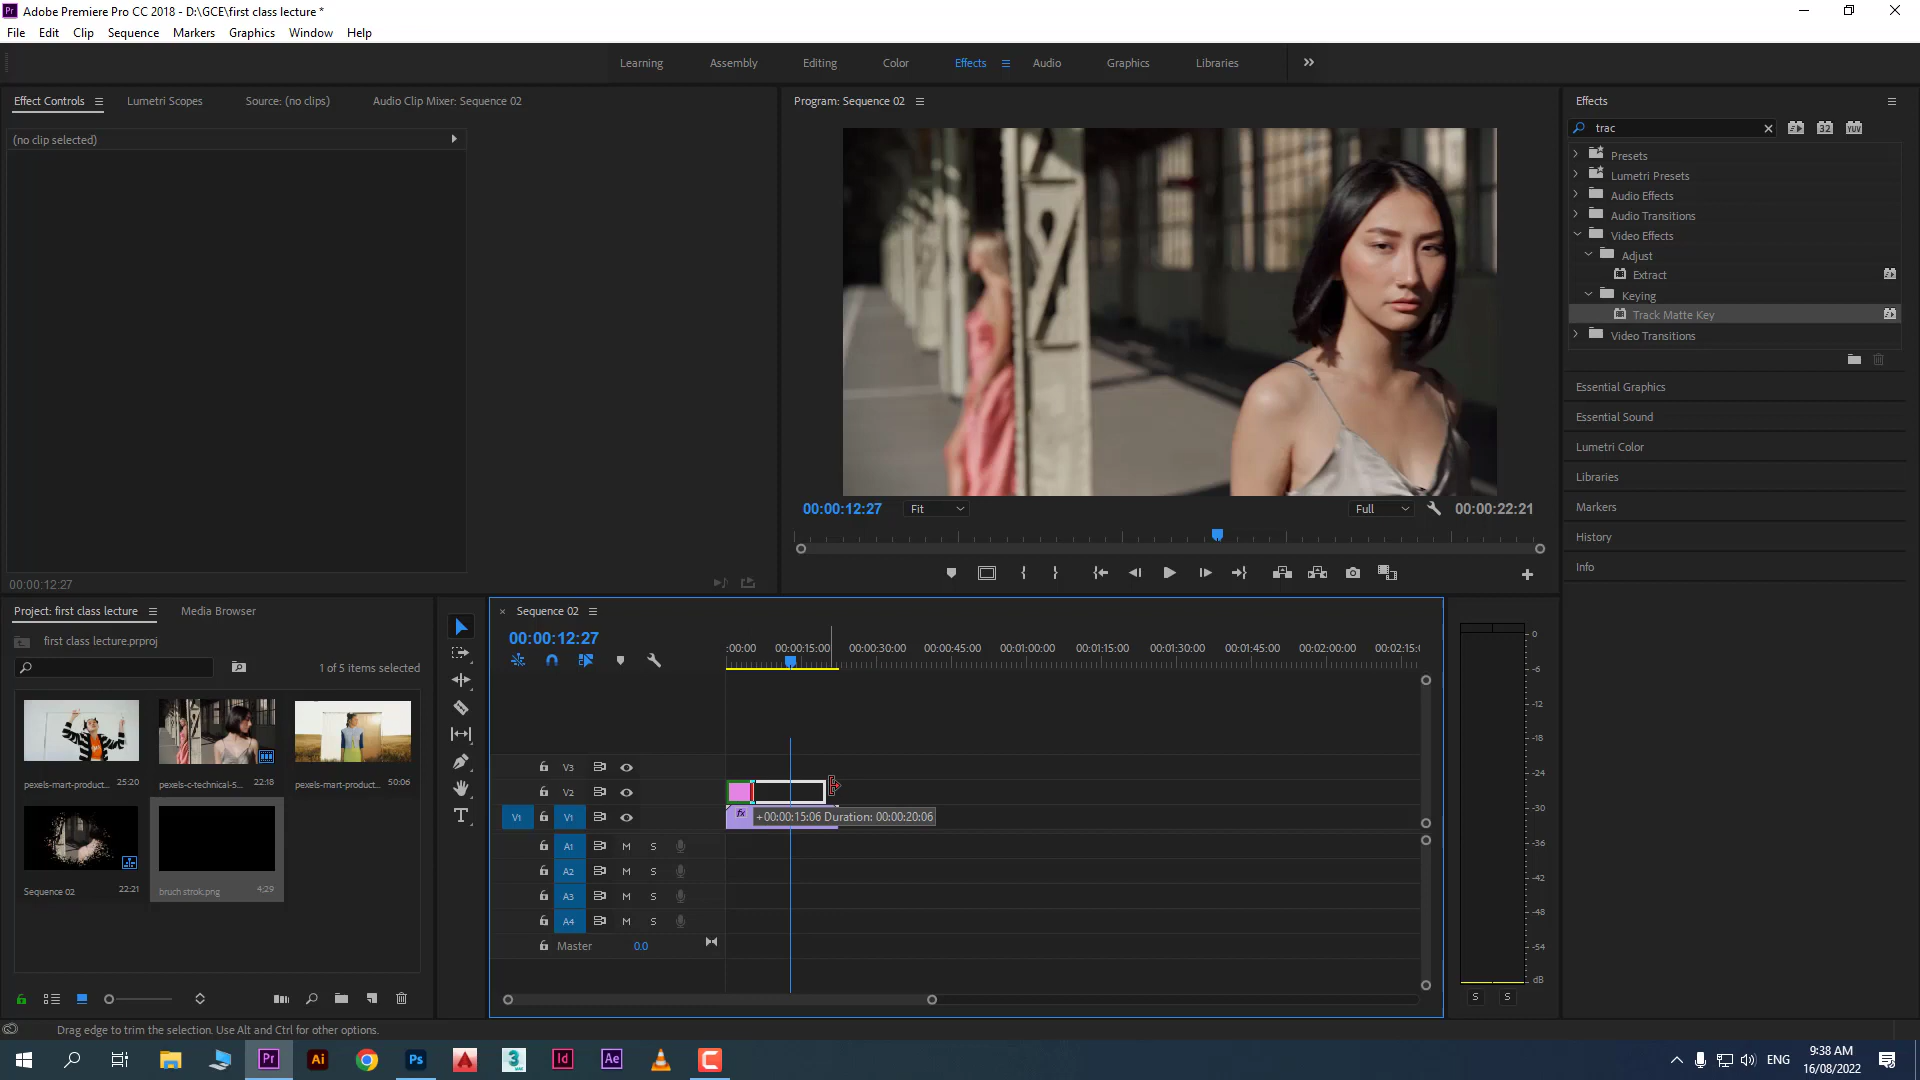 Adobe Premiere Pro CC 2018 - D:\GCE\first class lecture *
File Edit Clip Sequence Markers Graphics Window Help
Learning Assembly Editing Color Effects Audio Graphics Libraries
Effect Controls Lumetri Scopes Source: (no clips) Audio Clip Mixer: Sequence 02
(no clip selected)
00:00:12:27
Program: Sequence 02
00:00:12:27 Fit Full 00:00:22:21
Effects
trac
32 YUV
Presets
Lumetri Presets
Audio Effects
Audio Transitions
Video Effects
Adjust
Extract
Keying
Track Matte Key
Video Transitions
Essential Graphics
Essential Sound
Lumetri Color
Libraries
Markers
History
Info
Project: first class lecture Media Browser
first class lecture.prproj
1 of 5 items selected
pexels-mart-product... 25:20
pexels-c-technical-5... 22:18
pexels-mart-product... 50:06
Sequence 02 22:21
bruch strok.png 4:29
Sequence 02
00:00:12:27
:00:00 00:00:15:00 00:00:30:00 00:00:45:00 00:01:00:00 00:01:15:00 00:01:30:00 00:01:45:00 00:02:00:00 00:02:15:0
V3
V2
V1 V1 fx
+00:00:15:06 Duration: 00:00:20:06
A1 M S
A2 M S
A3 M S
A4 M S
Master 0.0
0
-6
-12
-18
-24
-30
-36
-42
-48
-54
dB
S S
Drag edge to trim the selection. Use Alt and Ctrl for other options.
Pr Ai Ps 3 Id Ae C
ENG
9:38 AM
16/08/2022